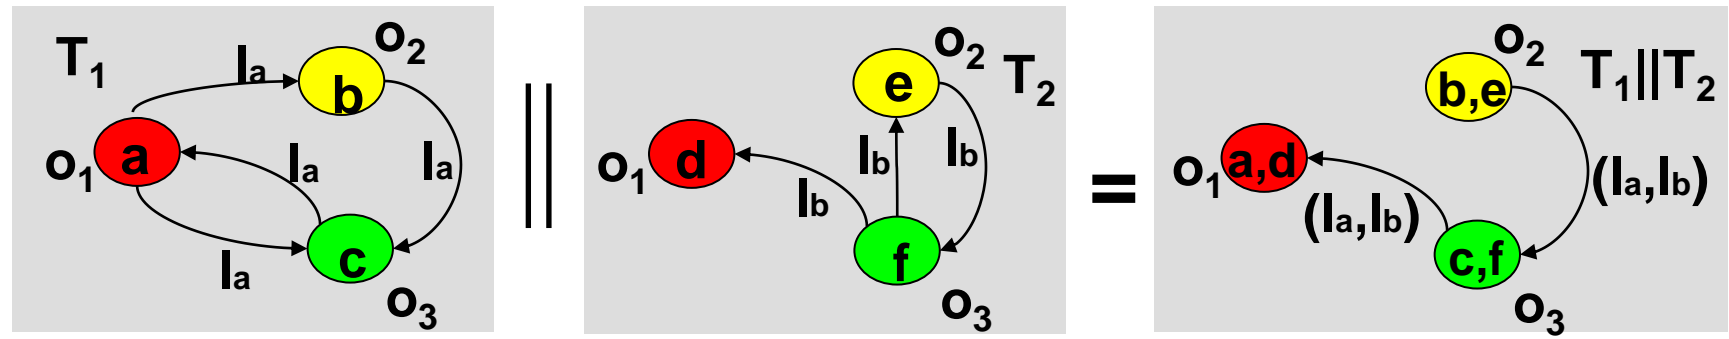 T1
la
o2
b
o1
a
la
la
c
la
o3
||
o2
T2
e
o1
d
lb
lb
lb
f
o3
=
o2
T1||T2
b,e
o1
a,d
(la,lb)
(la,lb)
c,f
o3